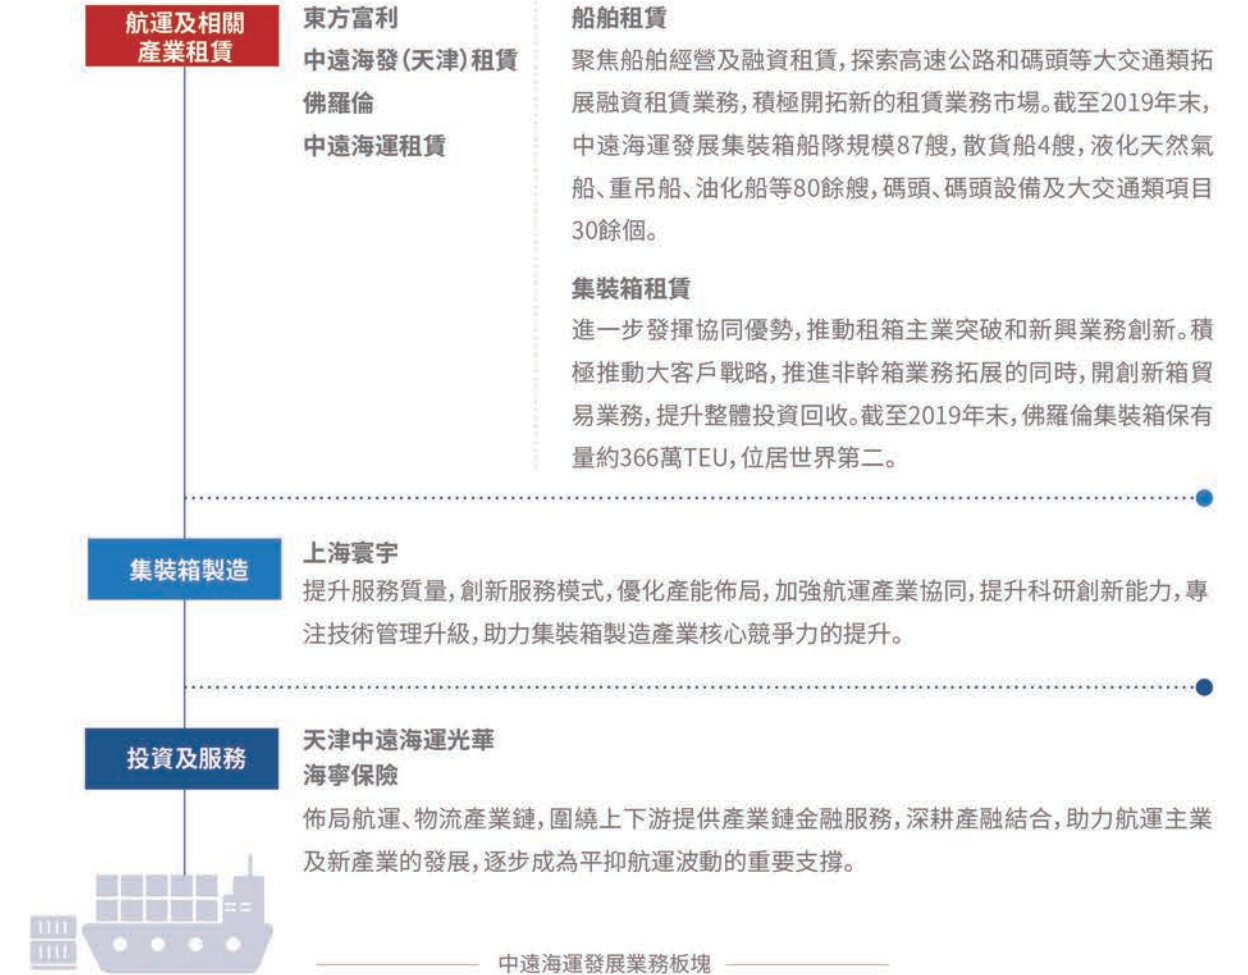 航運及相關
產業租賃
東方富利
中遠海發(天津)租賃
佛羅倫
中遠海運租賃
船舶租賃
聚焦船舶經營及融資租賃,探索高速公路和碼頭等大交通類拓
展融資租賃業務,積極開拓新的租賃業務市場。截至2019年末,
中遠海運發展集裝箱船隊規模87艘,散貨船4艘,液化天然氣
船、重吊船、油化船等80餘艘,碼頭、碼頭設備及大交通類項目
30餘個。
集裝箱租賃
進一步發揮協同優勢,推動租箱主業突破和新興業務創新。積
極推動大客戶戰略,推進非幹箱業務拓展的同時,開創新箱貿
易業務,提升整體投資回收。截至2019年末,佛羅倫集裝箱保有
量約366萬TEU,位居世界第二。
集裝箱製造
上海寰宇
提升服務質量,創新服務模式,優化產能佈局,加強航運產業協同,提升科研創新能力,專
注技術管理升級,助力集裝箱製造產業核心競爭力的提升。
投資及服務
天津中遠海運光華
海寧保險
佈局航運、物流產業鏈,圍繞上下游提供產業鏈金融服務,深耕產融結合,助力航運主業
及新產業的發展,逐步成為平抑航運波動的重要支撐。
中遠海運發展業務板塊